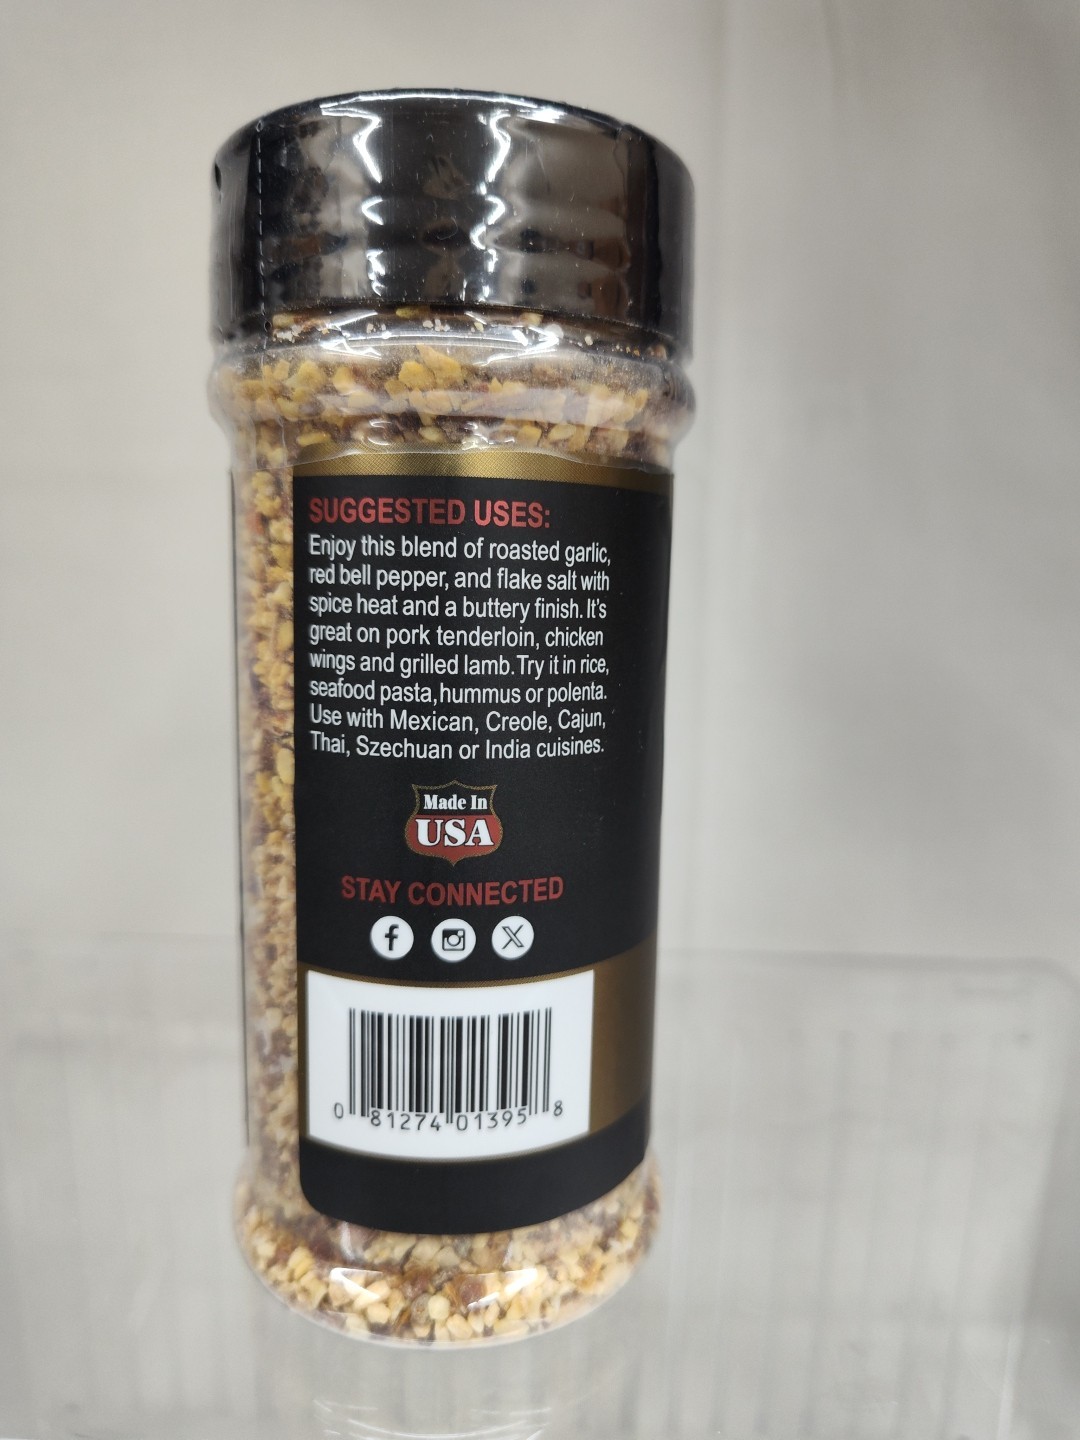 SUGGESTED USES:
Enjoy this blend of roasted garlic,
red bell pepper, and flake salt with
spice heat and a buttery finish. It's
great on pork tenderloin, chicken
wings and grilled lamb. Try it in rice,
seafood pasta, hummus or polenta.
Use with Mexican, Creole, Cajun,
Thai, Szechuan or India cuisines.
Made In
USA
STAY CONNECTED
0 81274 01395 8